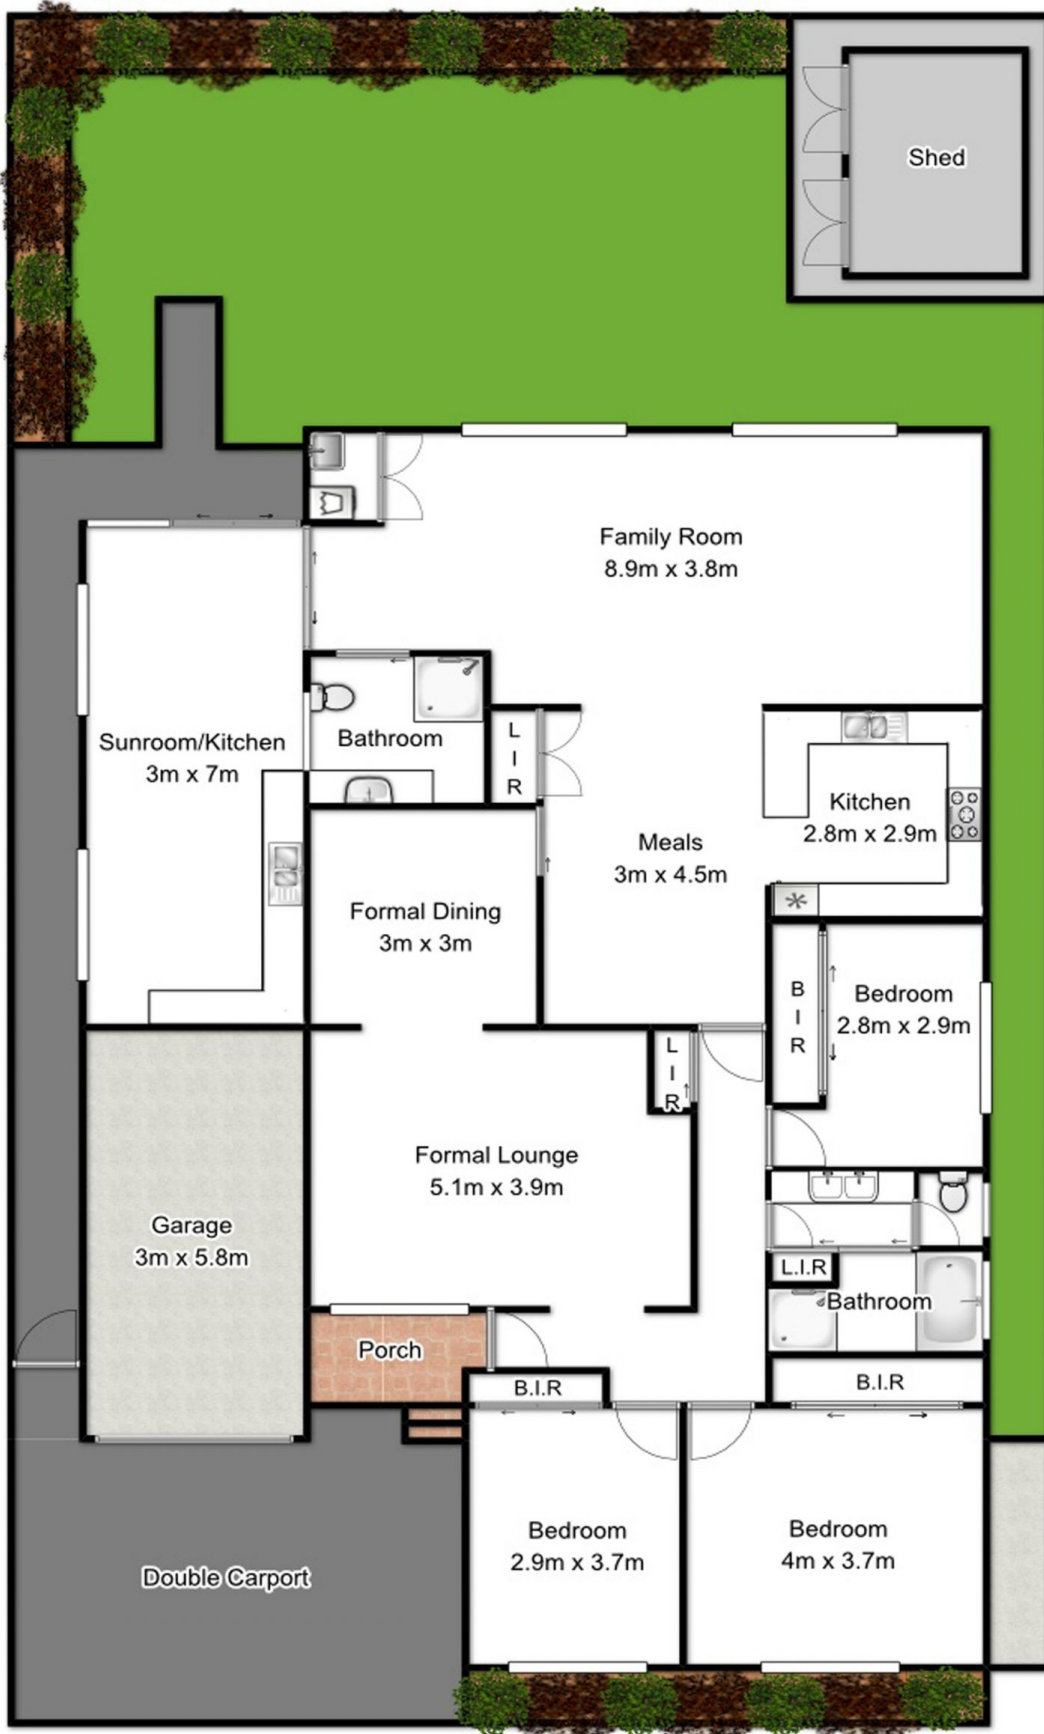 Shed
Family Room
8.9m x 3.8m
Sunroom/Kitchen
3m x 7m
Bathroom
L
I
R
Kitchen
2.8m x 2.9m
Meals
3m x 4.5m
Formal Dining
3m x 3m
B
I
R
Bedroom
2.8m x 2.9m
L
I
R
Formal Lounge
5.1m x 3.9m
Garage
3m x 5.8m
L.I.R
Bathroom
Porch
B.I.R
B.I.R
Bedroom
2.9m x 3.7m
Bedroom
4m x 3.7m
Double Carport